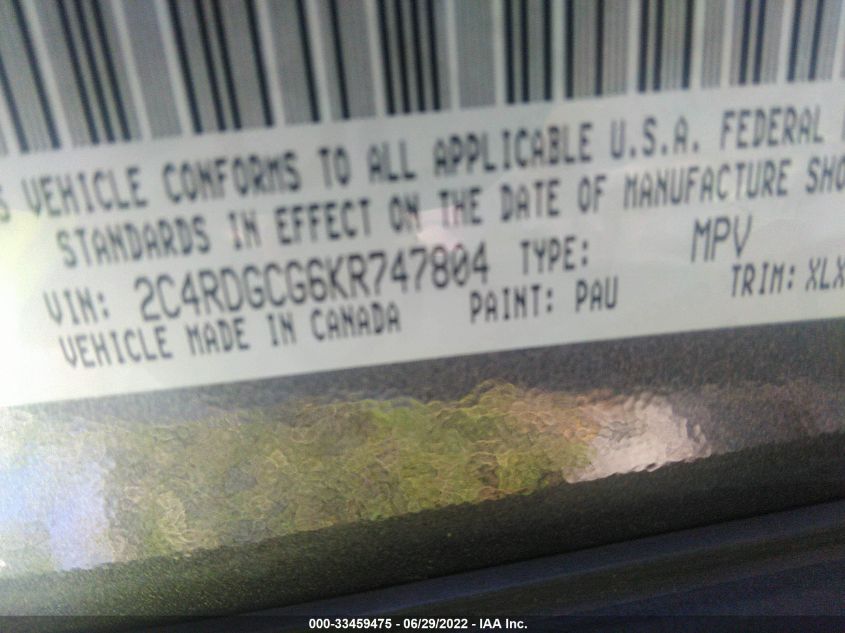 VEHICLE CONFORMS TO ALL APPLICABLE U.S.A. FEDERAL
STANDARDS IN EFFECT ON THE DATE OF MANUFACTURE SHO
VIN: 2C4RDGCG6KR747804 TYPE: MPV
VEHICLE MADE IN CANADA PAINT: PAU TRIM: XLX
000-33459475 - 06/29/2022 - IAA Inc.